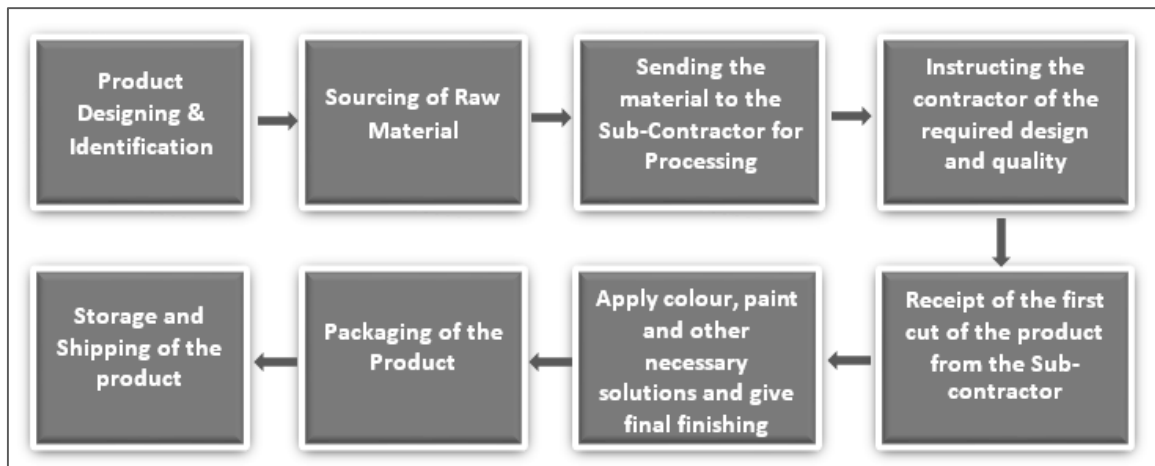 Product
Designing &
Identification
Sourcing of Raw
Material
Sending the
material to the
Sub-Contractor for
Processing
Instructing the
contractor of the
required design
and quality
Receipt of the first
cut of the product
from the Sub-
contractor
Apply colour, paint
and other
necessary
solutions and give
final finishing
Packaging of the
Product
Storage and
Shipping of the
product